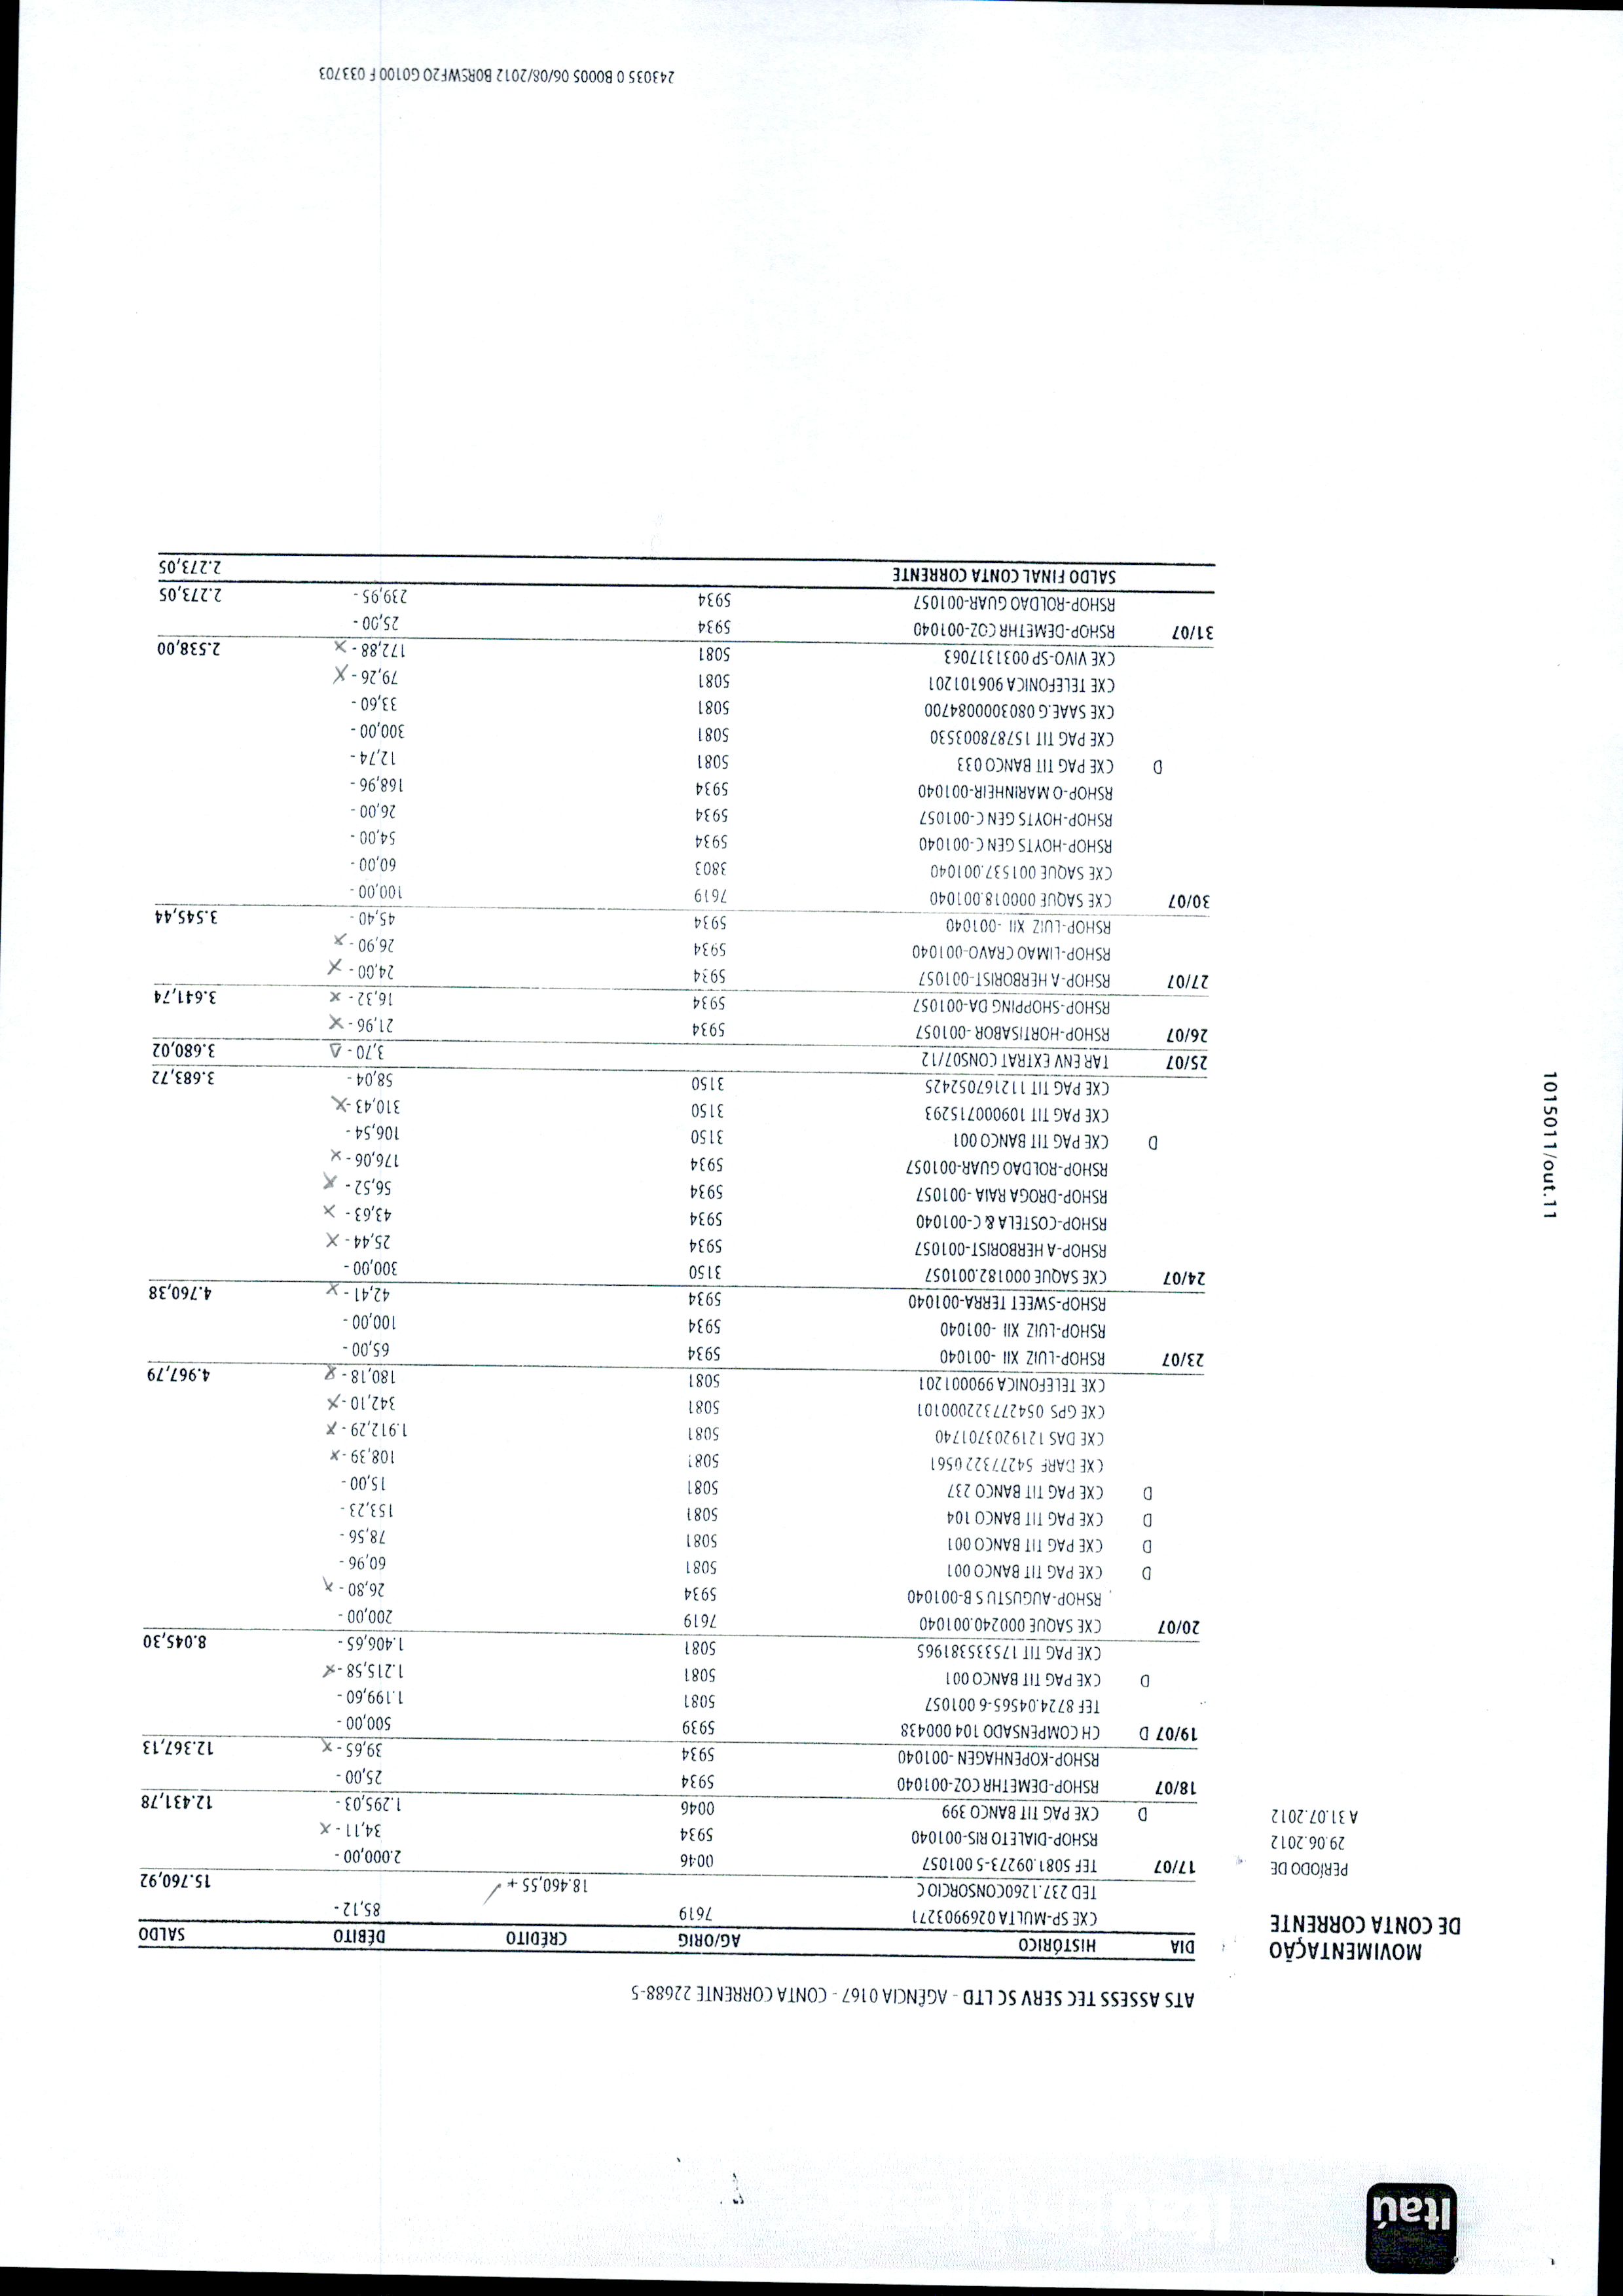 Itaú
MOVIMENTAÇÃO
DE CONTA CORRENTE
PERÍODO DE
29.06.2012
A 31.07.2012
ATS ASSESS TEC SERV SC LTD - AGÊNCIA 0167 - CONTA CORRENTE 22688-5
DIA HISTÓRICO AG/ORIG CRÉDITO DÉBITO SALDO
CXE SP-MULTA 02699903271 7619 85,12 -
TED 237.1260CONSORCIO C 18.460,55 + 15.760,92
17/07 TEF 5081.09273-5 001057 0046 2.000,00 -
RSHOP-DIALETO RIS-001040 5934 34,11 - x
D CXE PAG TIT BANCO 399 0046 1.295,03 - 12.431,78
18/07 RSHOP-DEMETHR COZ-001040 5934 25,00 -
RSHOP-KOPENHAGEN -001040 5934 39,65 - x 12.367,13
19/07 D CH COMPENSADO 104 000438 5939 500,00 -
TEF 8724.04565-6 001057 5081 1.199,60 -
D CXE PAG TIT BANCO 001 5081 1.215,58 - x
CXE PAG TIT 17533581965 5081 1.406,65 - 8.045,30
20/07 CXE SAQUE 000240.001040 7619 200,00 -
RSHOP-AUGUSTU S B-001040 5934 26,80 - x
D CXE PAG TIT BANCO 001 5081 60,96 -
D CXE PAG TIT BANCO 001 5081 78,56 -
D CXE PAG TIT BANCO 104 5081 153,23 -
D CXE PAG TIT BANCO 237 5081 15,00 -
CXE DARF 542773220561 5081 108,39 - x
CXE DAS 1219203701740 5081 1.912,29 - x
CXE GPS 054277322000101 5081 342,10 - x
CXE TELEFONICA 990001201 5081 180,18 - x 4.967,79
23/07 RSHOP-LUIZ XII -001040 5934 65,00 -
RSHOP-LUIZ XII -001040 5934 100,00 -
RSHOP-SWEET TERRA-001040 5934 42,41 - x 4.760,38
24/07 CXE SAQUE 000182.001057 3150 300,00 -
RSHOP-A HERBORIST-001057 5934 25,44 - x
RSHOP-COSTELA & C-001040 5934 43,63 - x
RSHOP-DROGA RAIA -001057 5934 56,52 - x
RSHOP-ROLDAO GUAR-001057 5934 176,06 - x
D CXE PAG TIT BANCO 001 3150 106,54 -
CXE PAG TIT 109000715293 3150 310,43 - x
CXE PAG TIT 112167052425 3150 58,04 - 3.683,72
25/07 TAR ENV EXTRAT CONS07/12 3,70 - 3.680,02
26/07 RSHOP-HORTISABOR -001057 5934 21,96 - x
RSHOP-SHOPPING DA-001057 5934 16,32 - x 3.641,74
27/07 RSHOP-A HERBORIST-001057 5934 24,00 - x
RSHOP-LIMAO CRAVO-001040 5934 26,90 - x
RSHOP-LUIZ XII -001040 5934 45,40 - 3.545,44
30/07 CXE SAQUE 000018.001040 7619 100,00 -
CXE SAQUE 001537.001040 3803 60,00 -
RSHOP-HOYTS GEN C-001040 5934 54,00 -
RSHOP-HOYTS GEN C-001057 5934 26,00 -
RSHOP-O MARINHEIR-001040 5934 168,96 -
D CXE PAG TIT BANCO 033 5081 12,74 -
CXE PAG TIT 157878003530 5081 300,00 -
CXE SAAE.G 0803000084700 5081 33,60 -
CXE TELEFONICA 906101201 5081 79,26 - x
CXE VIVO-SP 0031317063 5081 172,88 - x 2.538,00
31/07 RSHOP-DEMETHR COZ-001040 5934 25,00 -
RSHOP-ROLDAO GUAR-001057 5934 239,95 - 2.273,05
SALDO FINAL CONTA CORRENTE 2.273,05
1015011/out.11
243035 0 B000S 06/08/2012 BORSWF2O G0100 F 033703